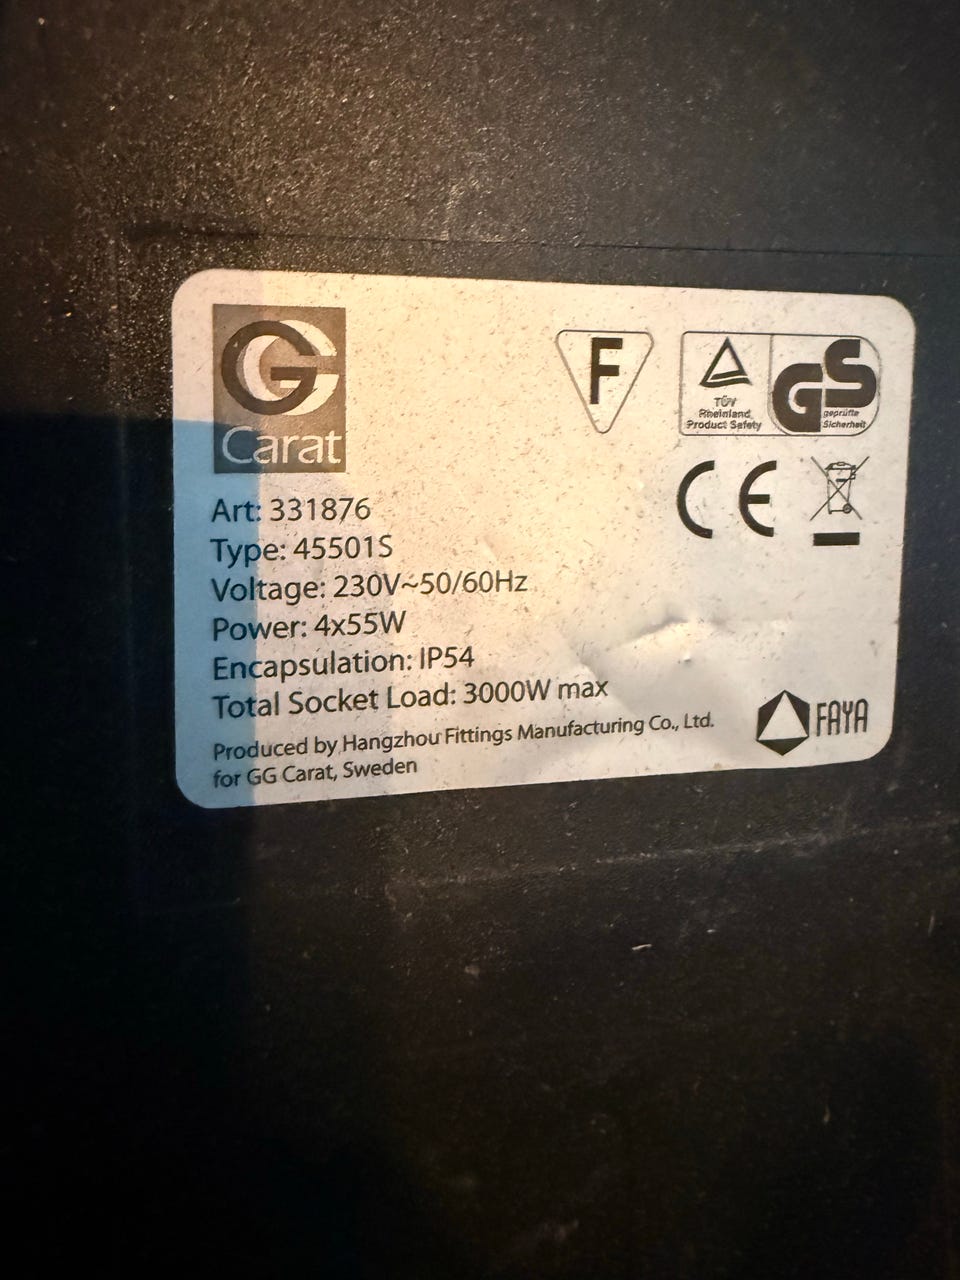 G
Carat
F
TÜV
Rheinland
Product Safety
GS
geprüfte
Sicherheit
CE
Art: 331876
Type: 45501S
Voltage: 230V~50/60Hz
Power: 4x55W
Encapsulation: IP54
Total Socket Load: 3000W max
Produced by Hangzhou Fittings Manufacturing Co., Ltd.
for GG Carat, Sweden
FAYA